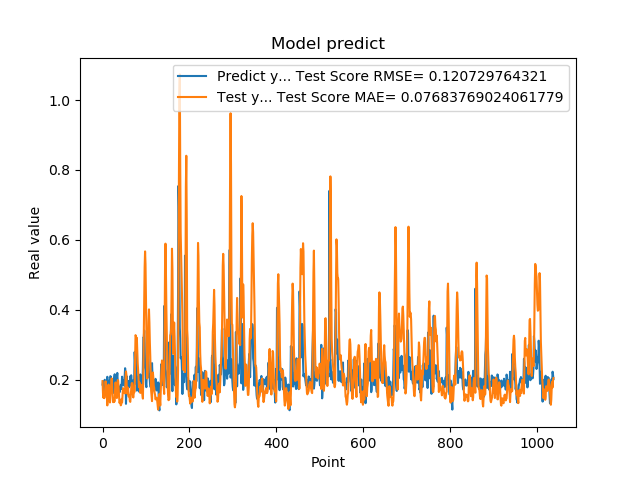 Model predict
Predict y... Test Score RMSE= 0.120729764321
Test y... Test Score MAE= 0.07683769024061779
1.0
0.8
0.6
0.4
0.2
Real value
0 200 400 600 800 1000
Point